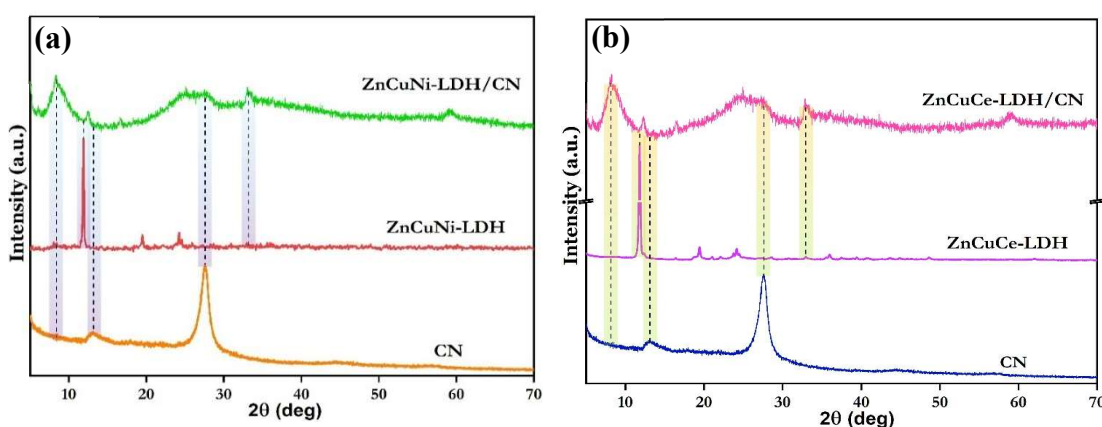 (a)
ZnCuNi-LDH/CN
ZnCuNi-LDH
CN
Intensity (a.u.)
10 20 30 40 50 60 70
2θ (deg)
(b)
ZnCuCe-LDH/CN
ZnCuCe-LDH
CN
Intensity (a.u.)
10 20 30 40 50 60 70
2θ (deg)